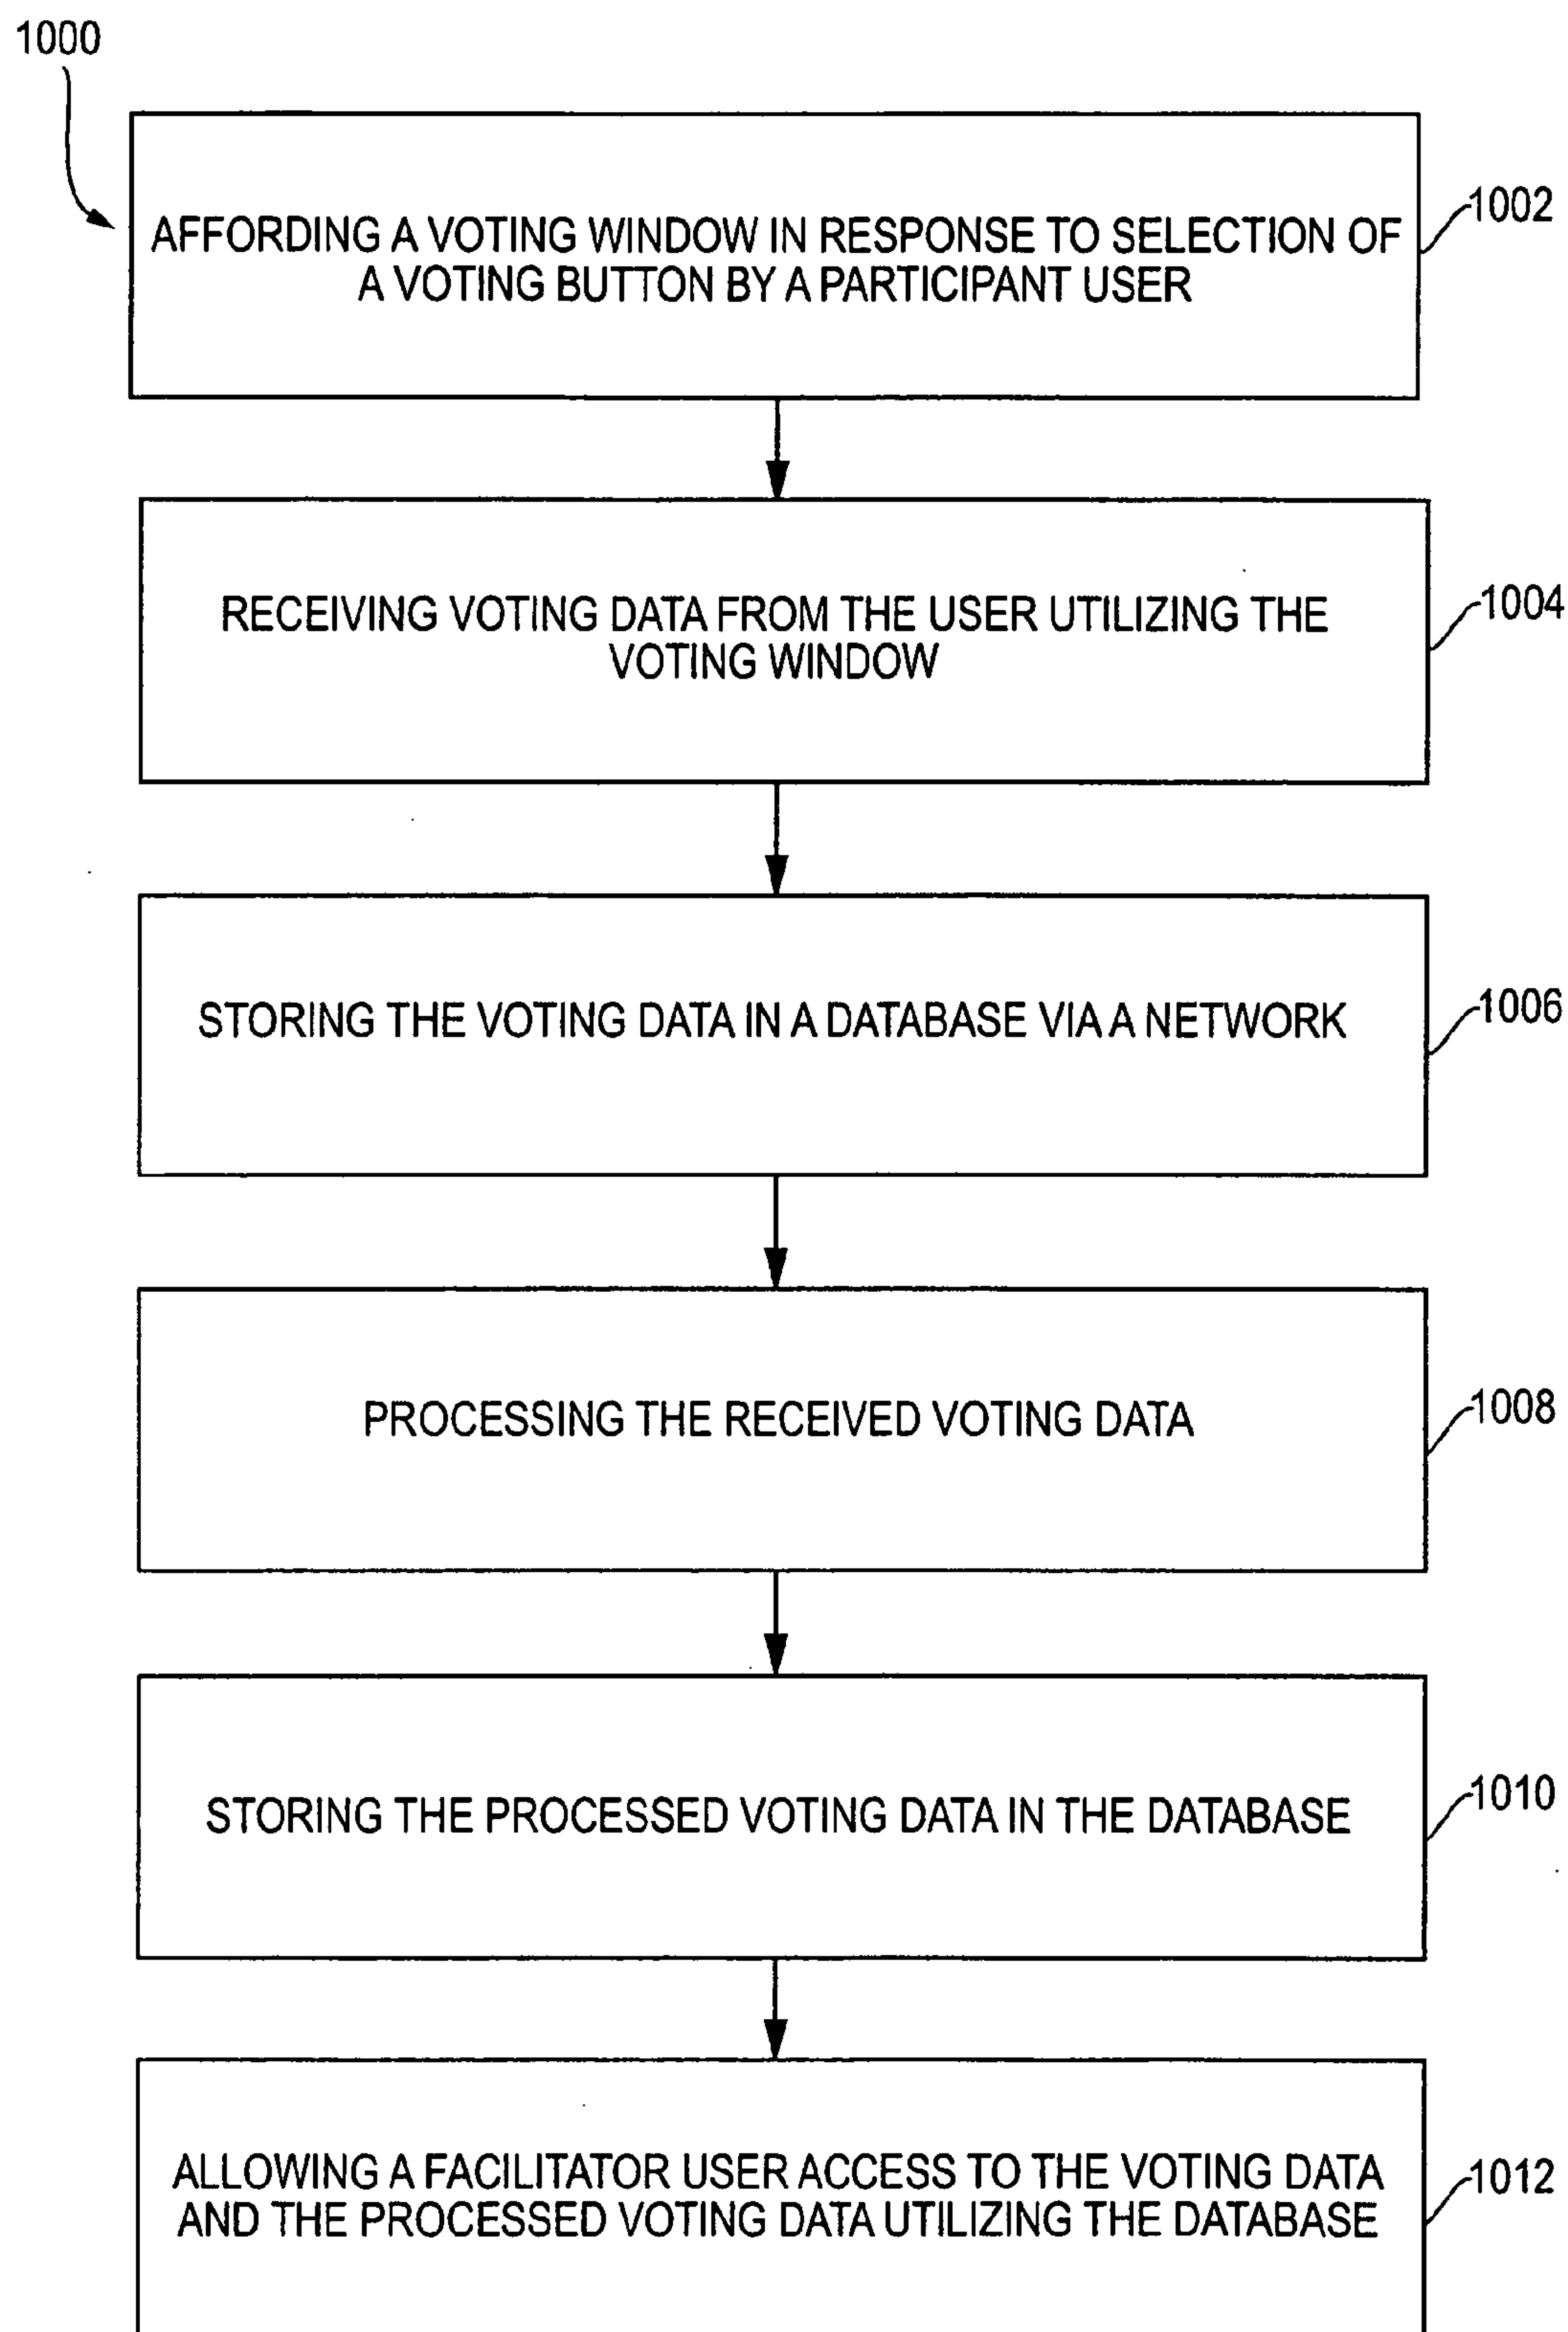 1000
AFFORDING A VOTING WINDOW IN RESPONSE TO SELECTION OF
A VOTING BUTTON BY A PARTICIPANT USER
1002
RECEIVING VOTING DATA FROM THE USER UTILIZING THE
VOTING WINDOW
1004
STORING THE VOTING DATA IN A DATABASE VIA A NETWORK
1006
PROCESSING THE RECEIVED VOTING DATA
1008
STORING THE PROCESSED VOTING DATA IN THE DATABASE
1010
ALLOWING A FACILITATOR USER ACCESS TO THE VOTING DATA
AND THE PROCESSED VOTING DATA UTILIZING THE DATABASE
1012